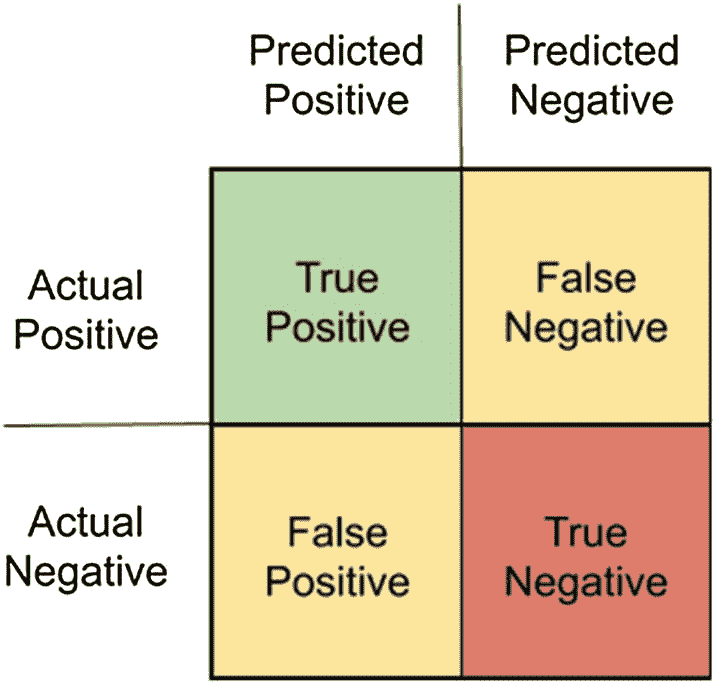 Predicted
Positive
Predicted
Negative
Actual
Positive
True
Positive
False
Negative
Actual
Negative
False
Positive
True
Negative